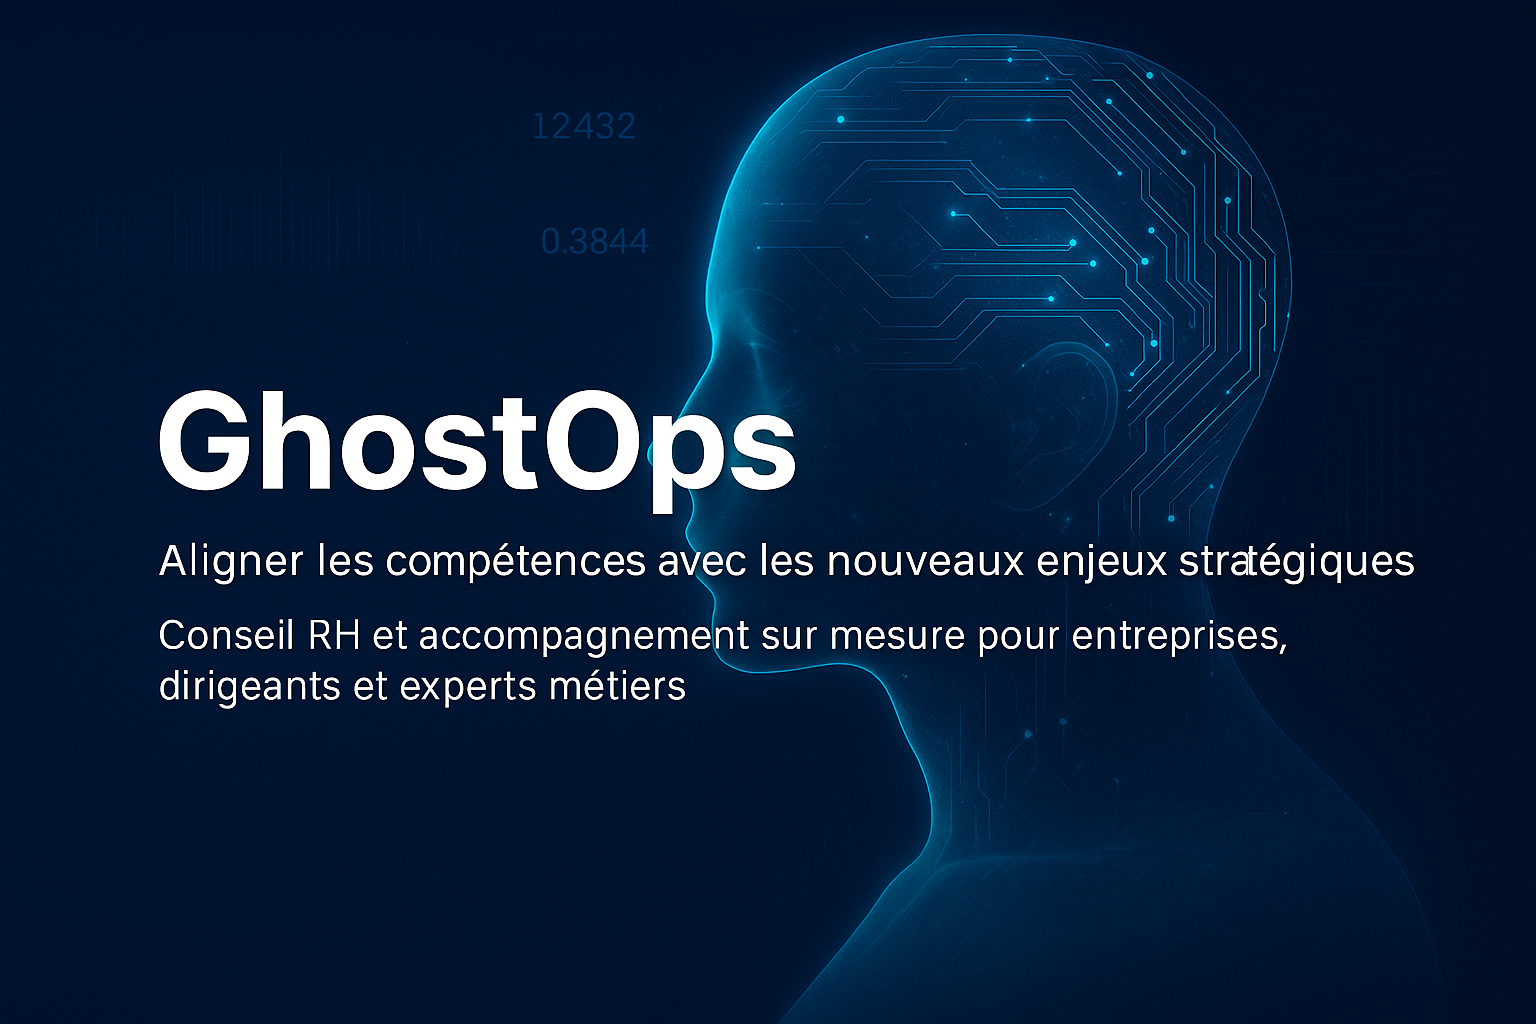 12432
0.3844
GhostOps
Aligner les compétences avec les nouveaux enjeux stratégiques
Conseil RH et accompagnement sur mesure pour entreprises,
dirigeants et experts métiers